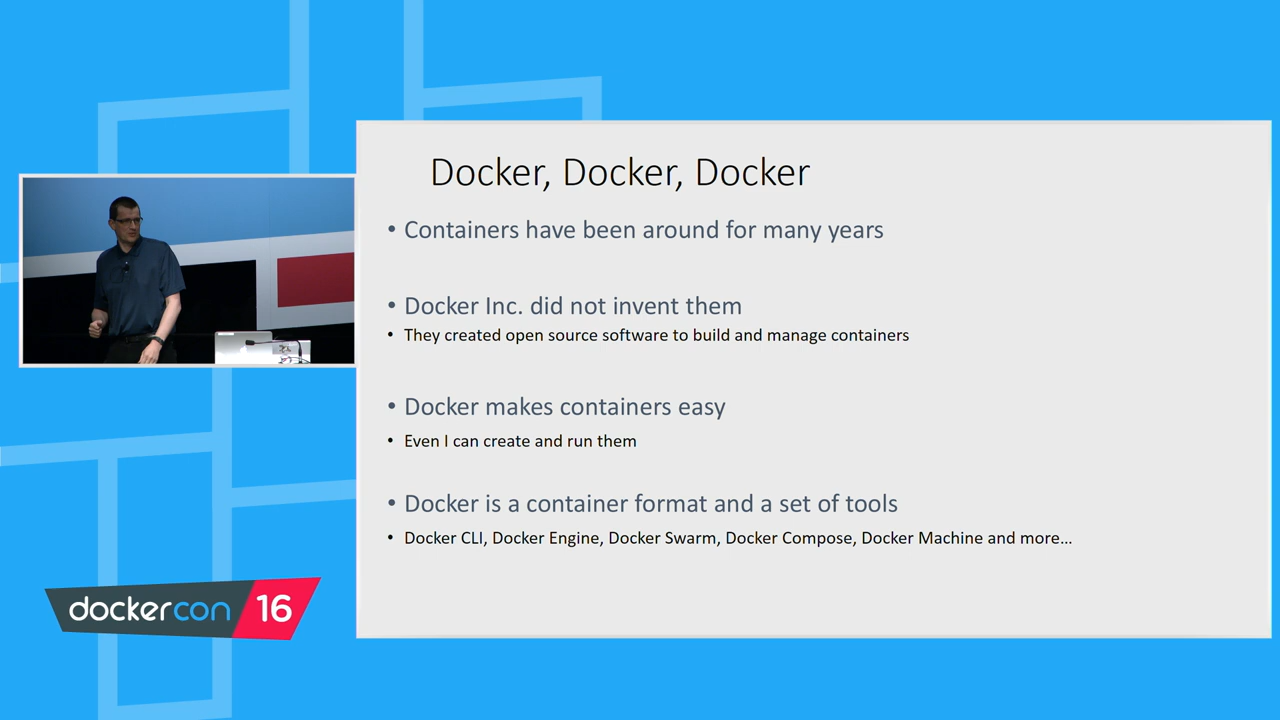 Docker, Docker, Docker
• Containers have been around for many years
• Docker Inc. did not invent them
• They created open source software to build and manage containers
• Docker makes containers easy
• Even I can create and run them
• Docker is a container format and a set of tools
• Docker CLI, Docker Engine, Docker Swarm, Docker Compose, Docker Machine and more...
dockercon 16